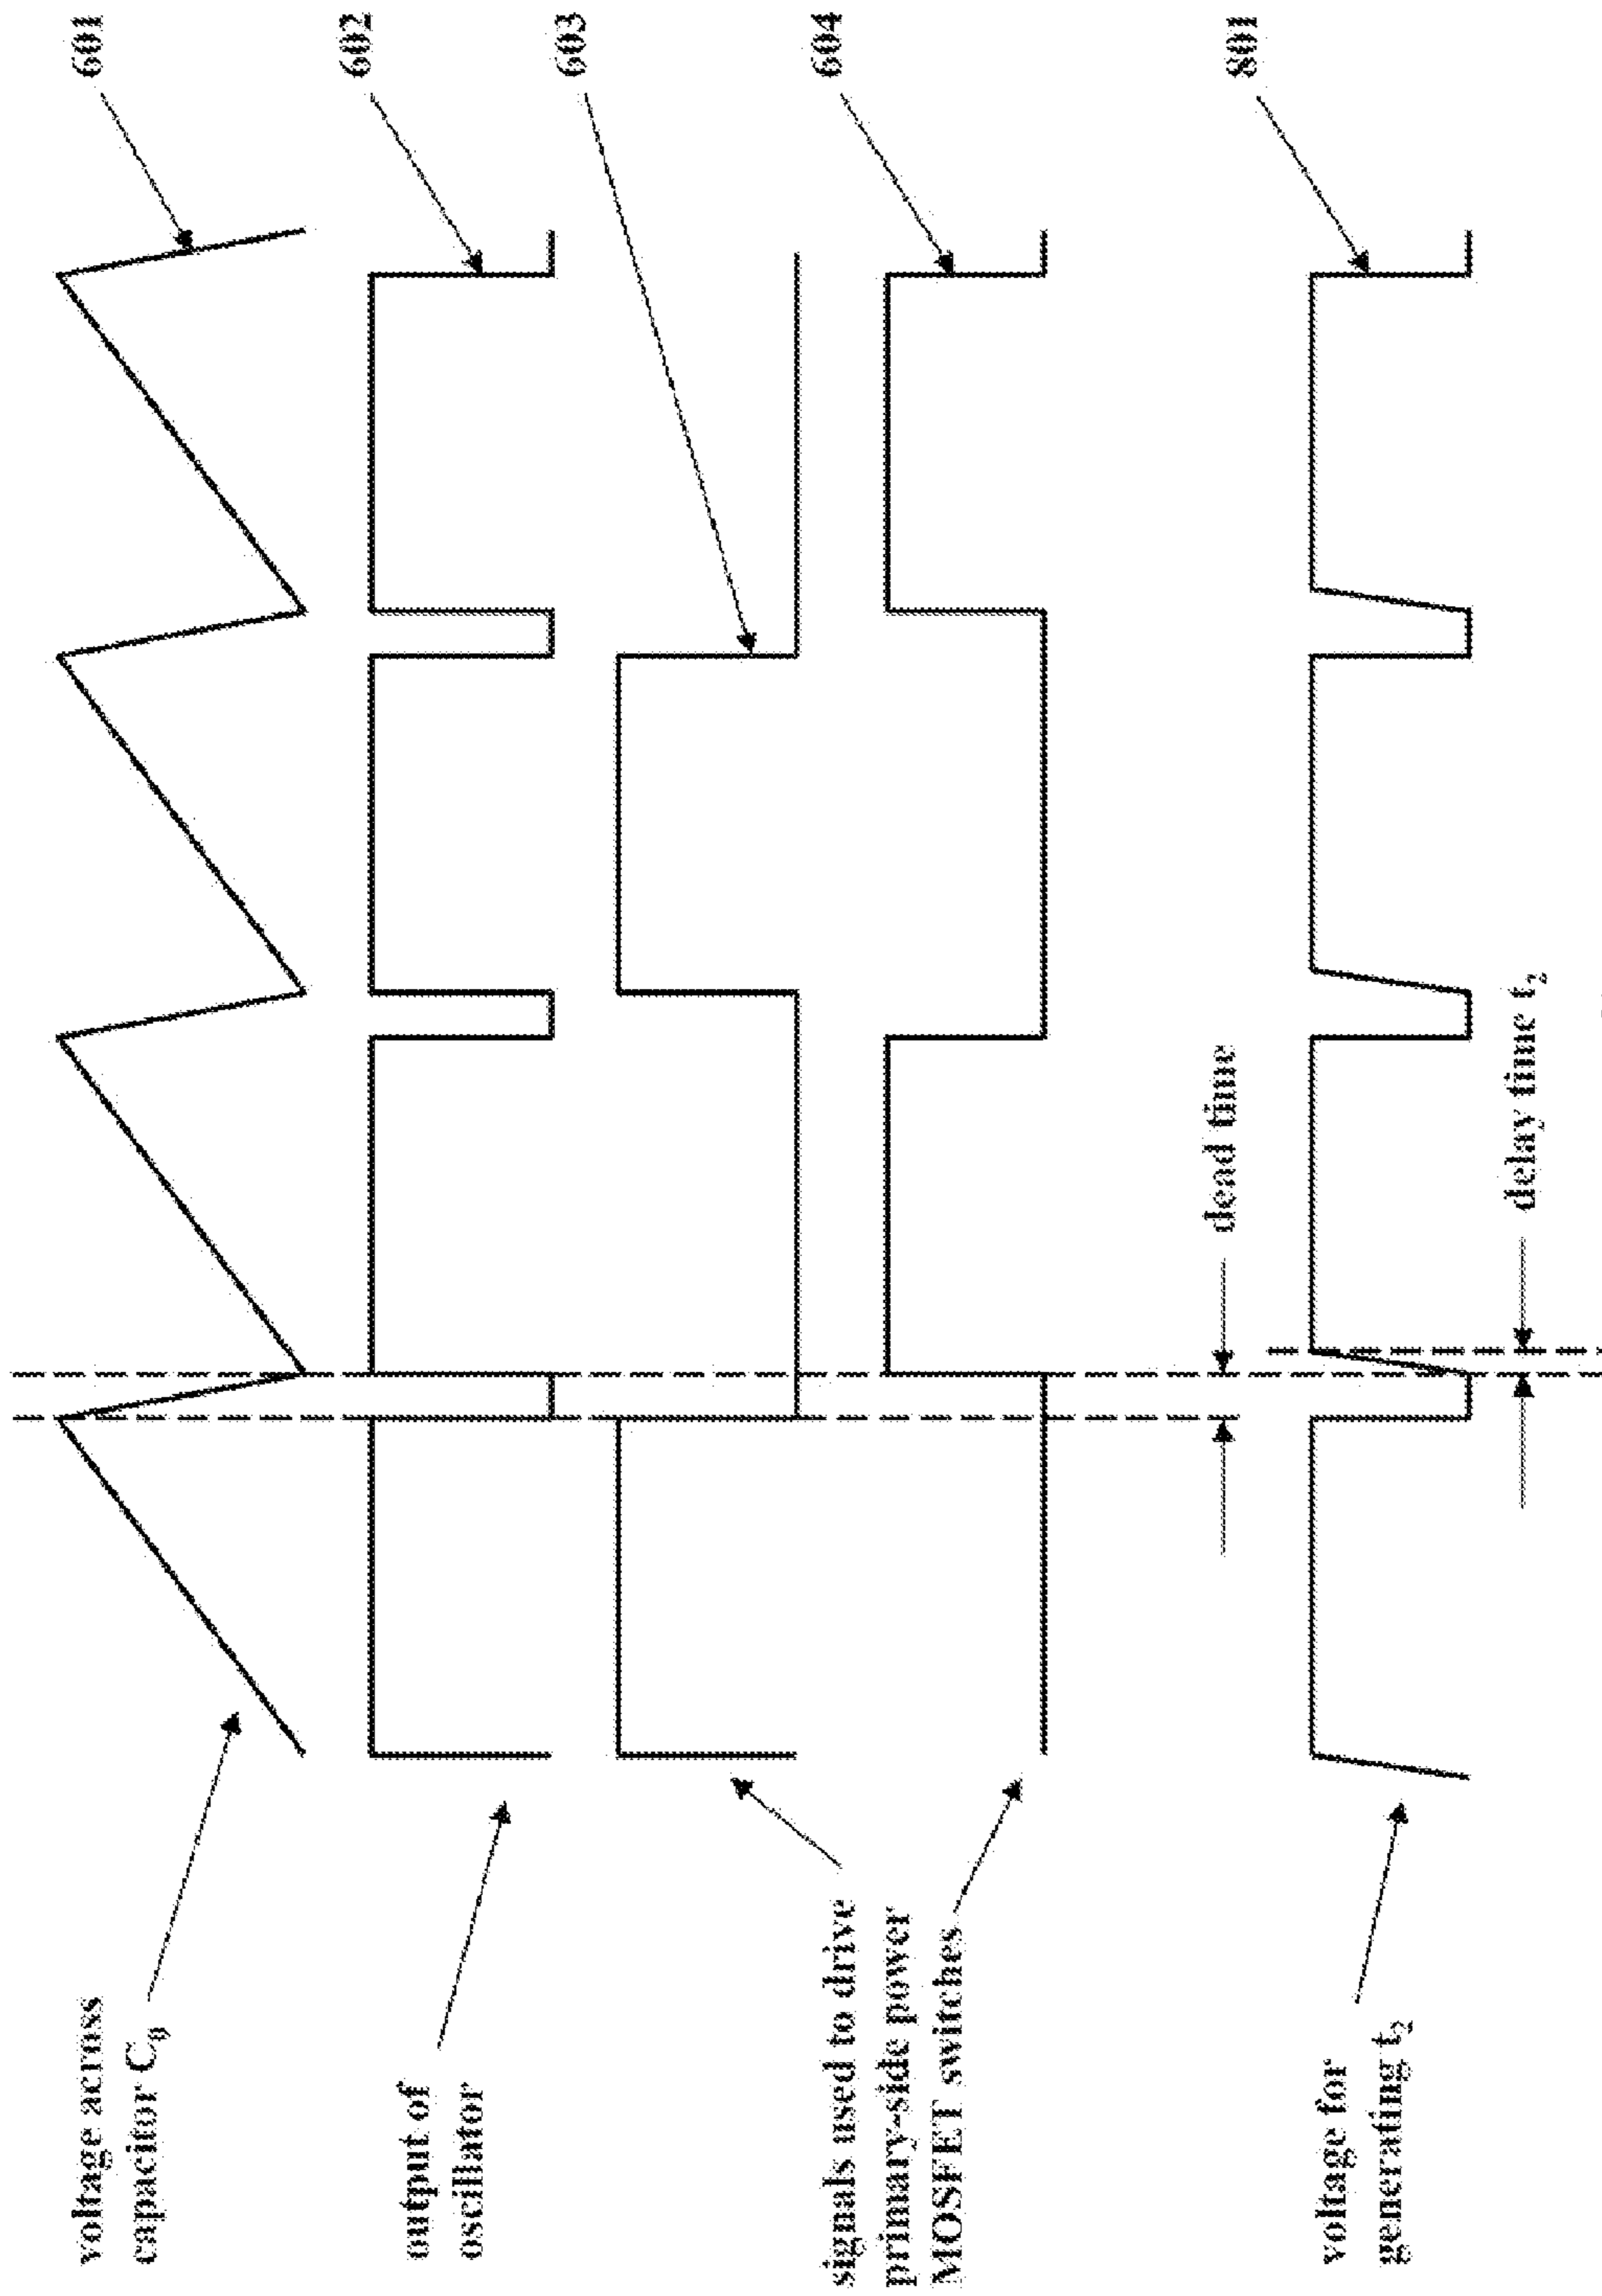 voltage across
capacitor C₀
output of
oscillator
signals used to drive
primary-side power
MOSFET switches
voltage for
generating t₂
dead time
delay time t₂
601
602
603
604
801